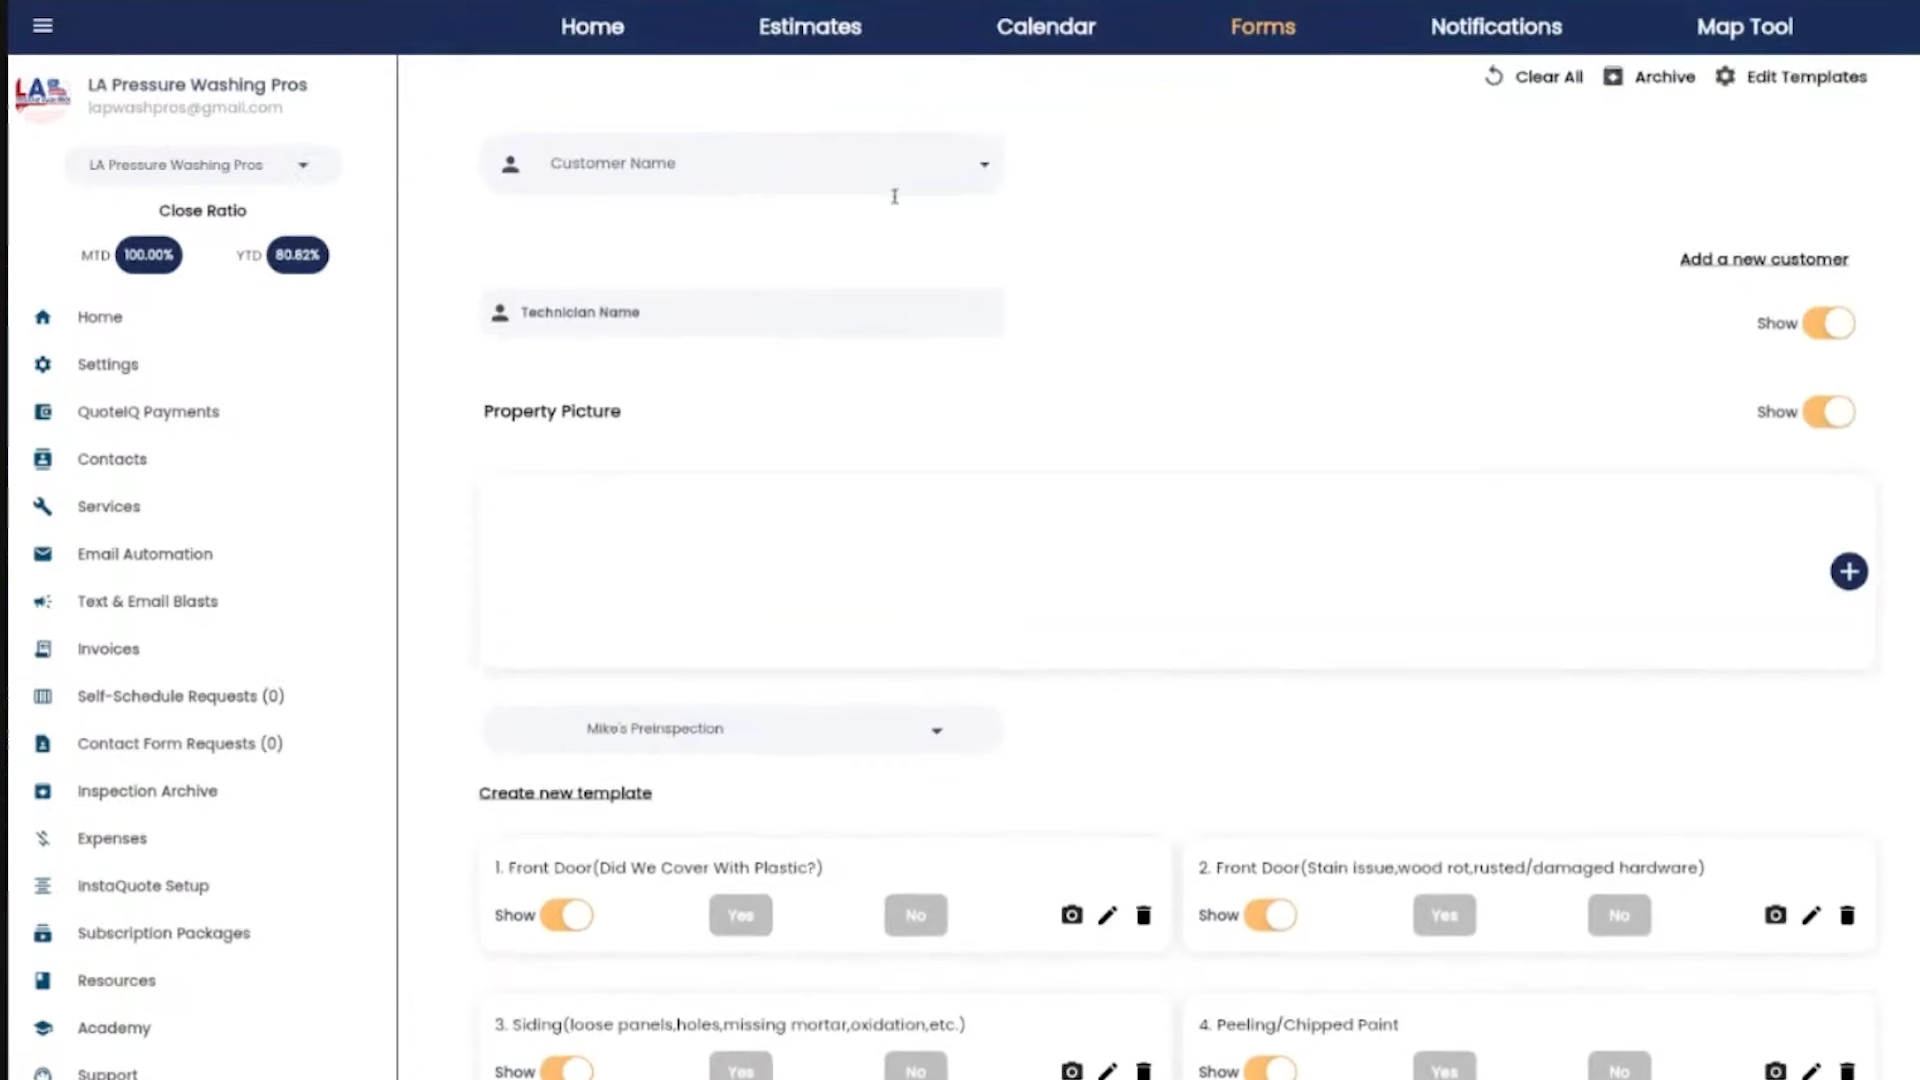 Home Estimates Calendar Forms Notifications Map Tool
LA Pressure Washing Pros
lapwashpros@gmail.com
LA Pressure Washing Pros
Close Ratio
MTD 100.00% YTD 80.82%
Home
Settings
QuoteIQ Payments
Contacts
Services
Email Automation
Text & Email Blasts
Invoices
Self-Schedule Requests (0)
Contact Form Requests (0)
Inspection Archive
Expenses
InstaQuote Setup
Subscription Packages
Resources
Academy
Support
Clear All Archive Edit Templates
Customer Name
Add a new customer
Technician Name
Show
Property Picture
Show
Mike's Preinspection
Create new template
1. Front Door(Did We Cover With Plastic?)
Show Yes No
2. Front Door(Stain issue,wood rot,rusted/damaged hardware)
Show Yes No
3. Siding(loose panels,holes,missing mortar,oxidation,etc.)
Show Yes No
4. Peeling/Chipped Paint
Show Yes No